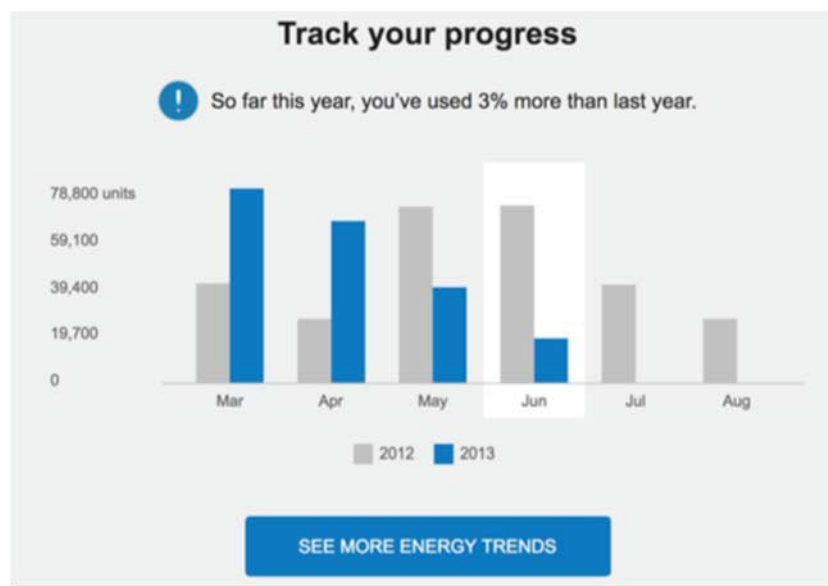 Track your progress
! So far this year, you've used 3% more than last year.
78,800 units
59,100
39,400
19,700
0
Mar Apr May Jun Jul Aug
2012 2013
SEE MORE ENERGY TRENDS